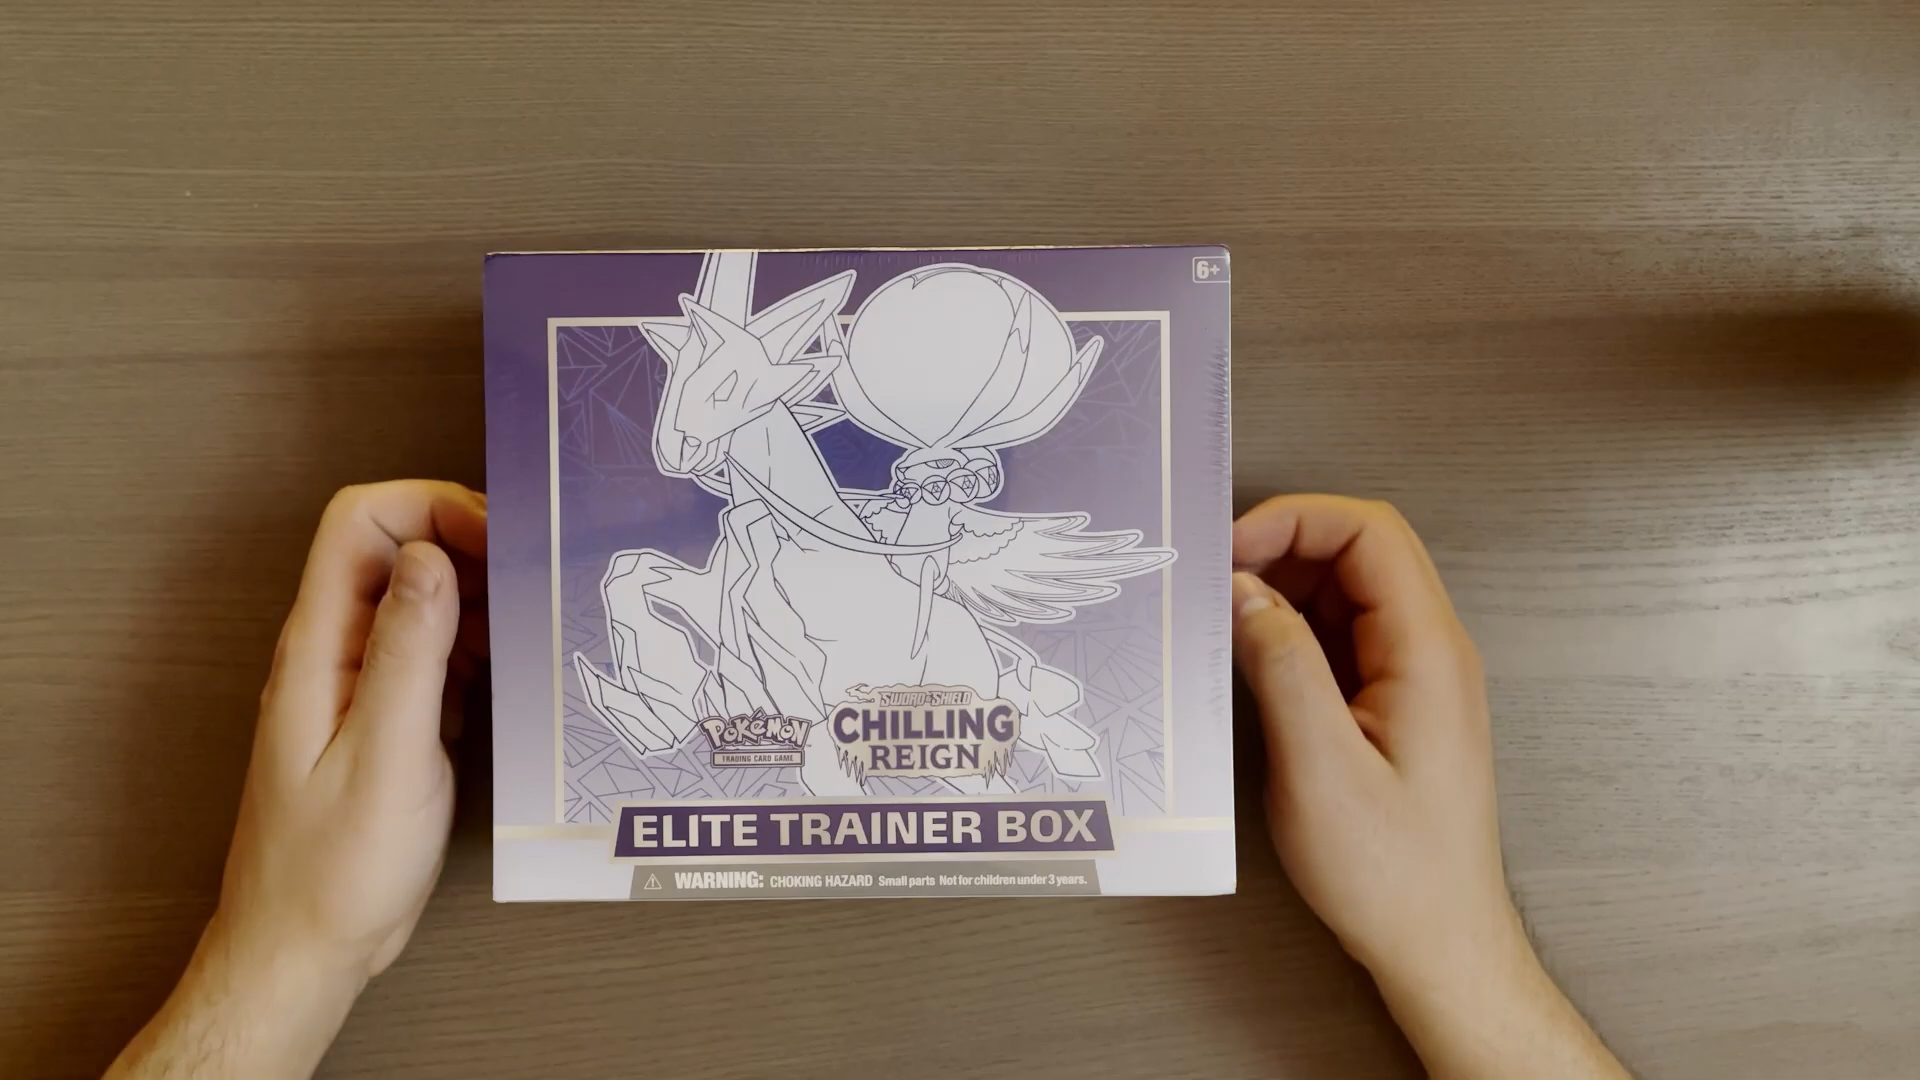 6+
SWORD & SHIELD
CHILLING
REIGN
POKéMON
TRADING CARD GAME
ELITE TRAINER BOX
WARNING: CHOKING HAZARD Small parts Not for children under 3 years.